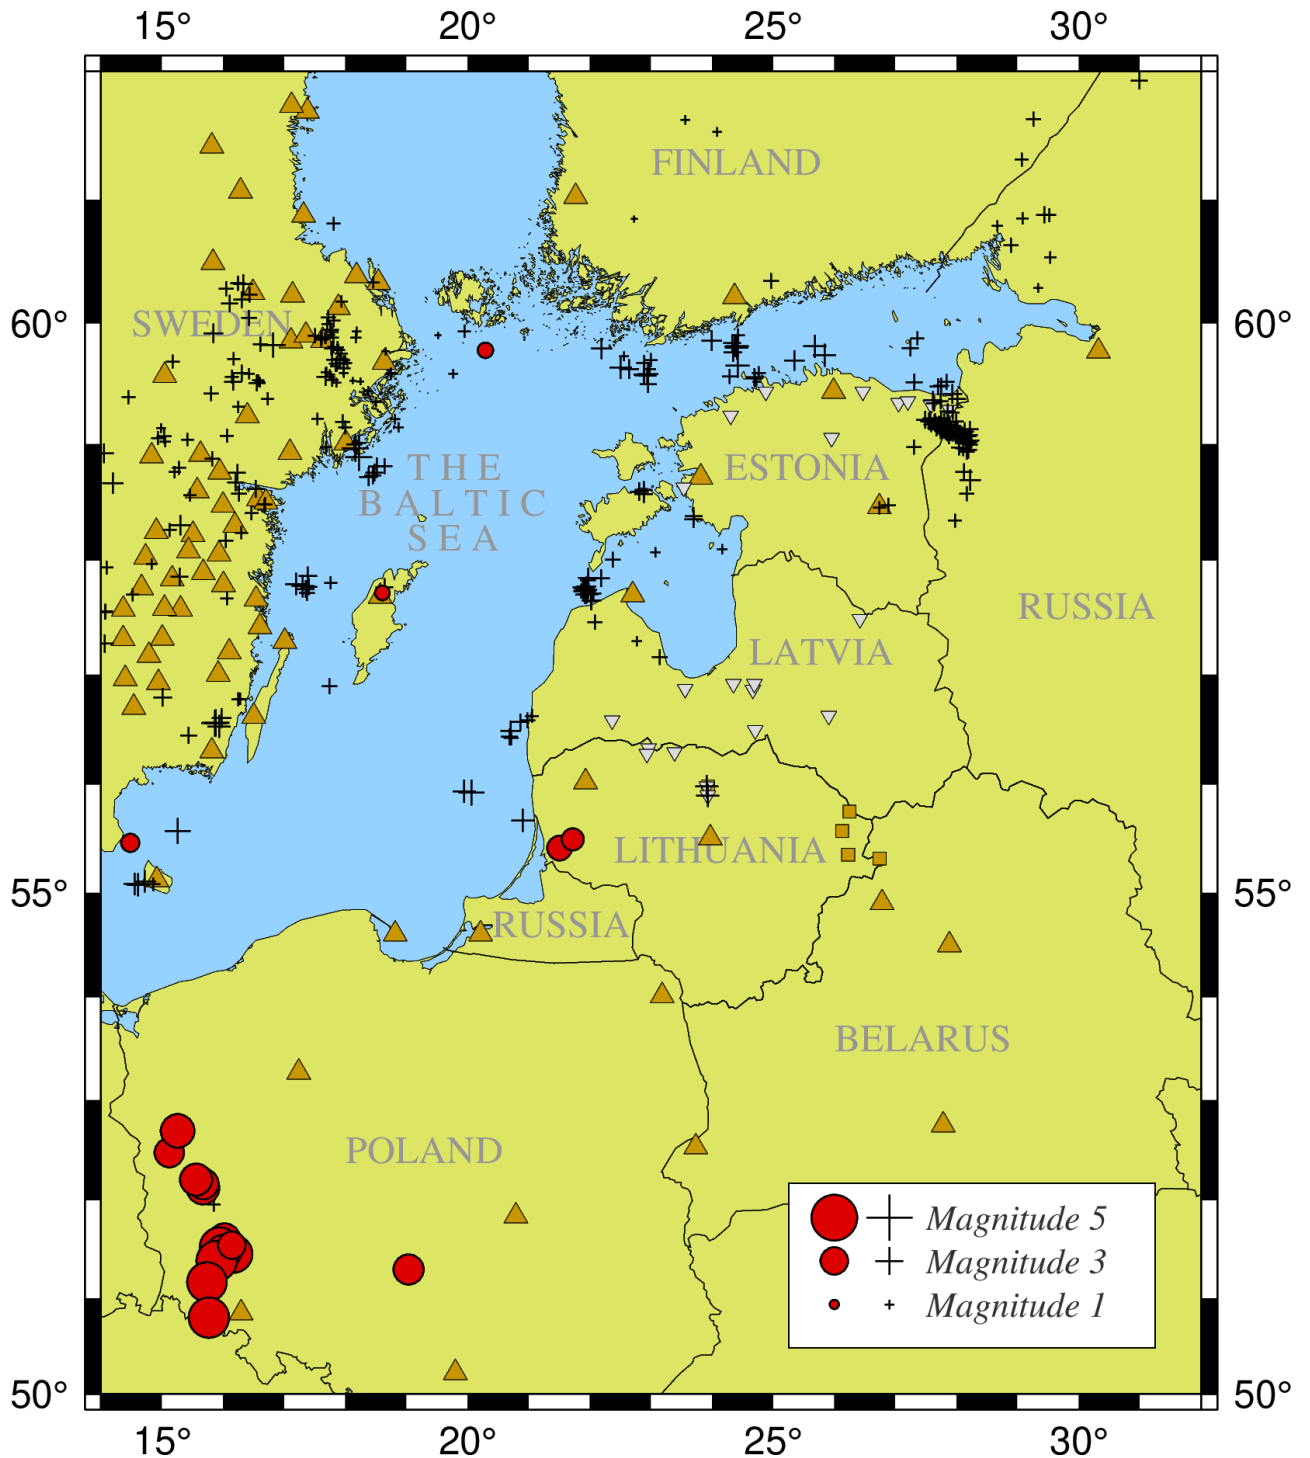 15° 20° 25° 30°
FINLAND
60° SWEDEN 60°
THE
BALTIC
SEA
ESTONIA
RUSSIA
LATVIA
LITHUANIA
55° 55°
RUSSIA
BELARUS
POLAND
Magnitude 5
Magnitude 3
Magnitude 1
50° 50°
15° 20° 25° 30°